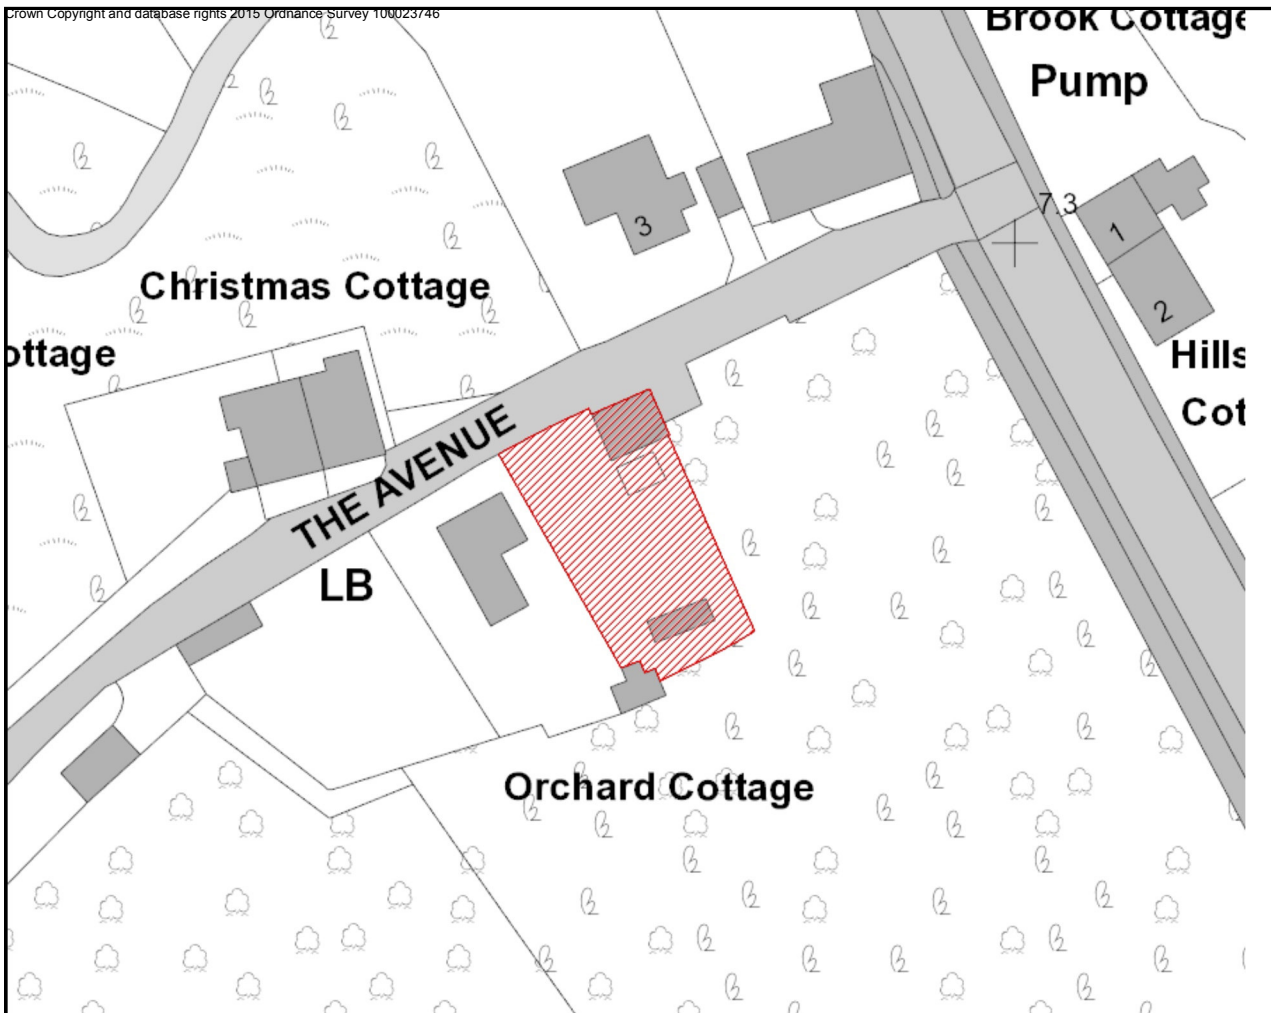 Crown Copyright and database rights 2015 Ordnance Survey 100023746
Brook Cottage
Pump
7.3
3
1
Christmas Cottage
2
ottage
Hills
Cot
THE AVENUE
LB
Orchard Cottage